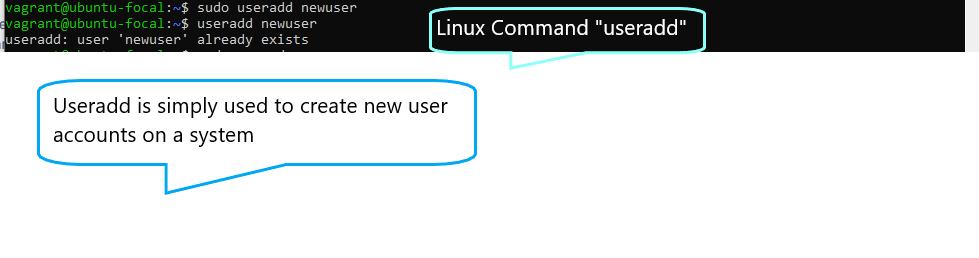 vagrant@ubuntu-focal:~$ sudo useradd newuser
vagrant@ubuntu-focal:~$ useradd newuser
useradd: user 'newuser' already exists
Linux Command "useradd"
Useradd is simply used to create new user
accounts on a system